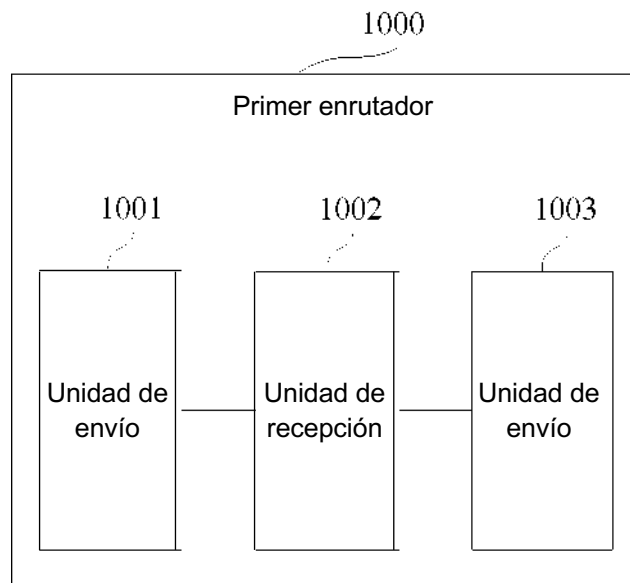 1000
Primer enrutador
1001
1002
1003
Unidad de
envío
Unidad de
recepción
Unidad de
envío